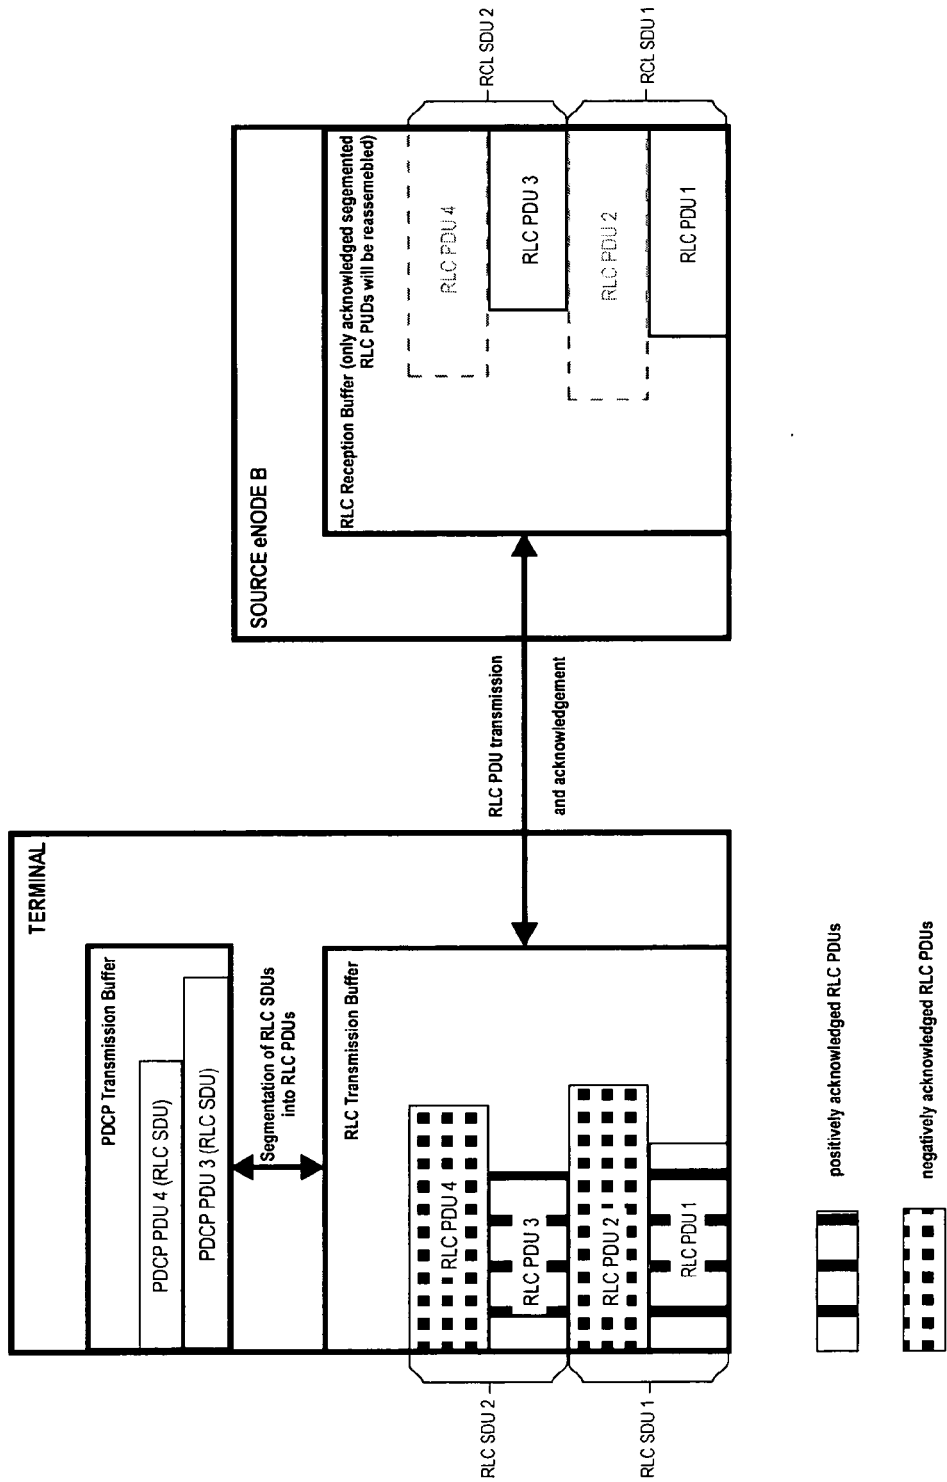 TERMINAL
PDCP Transmission Buffer
PDCP PDU 4 (RLC SDU)
PDCP PDU 3 (RLC SDU)
Segmentation of RLC SDUs
into RLC PDUs
RLC Transmission Buffer
RLC PDU 4
RLC PDU 3
RLC PDU 2
RLC PDU 1
RLC SDU 2
RLC SDU 1
RLC PDU transmission
and acknowledgement
SOURCE eNODE B
RLC Reception Buffer (only acknowledged segemented
RLC PUDs will be reassemebled)
RLC PDU 4
RLC PDU 3
RLC PDU 2
RLC PDU 1
RCL SDU 2
RCL SDU 1
positively acknowledged RLC PDUs
negatively acknowledged RLC PDUs